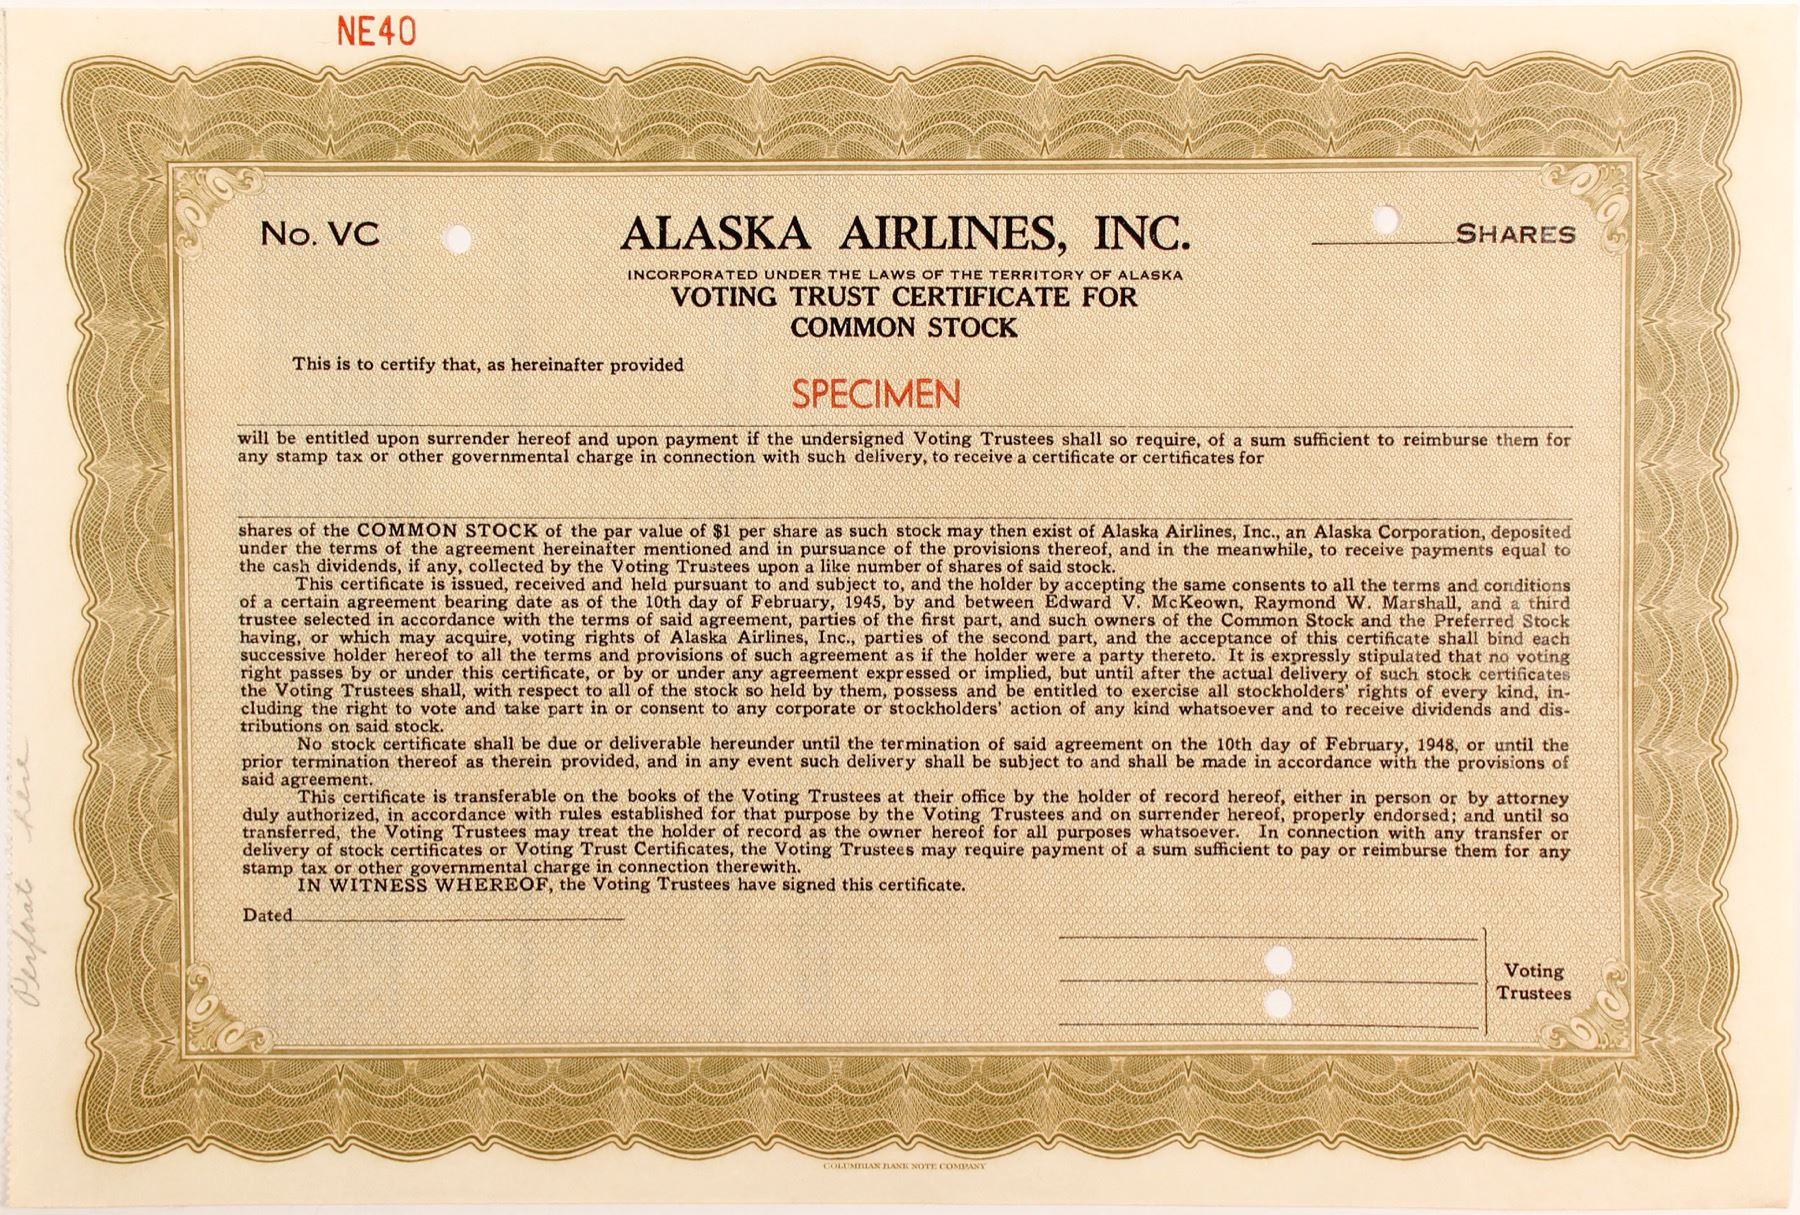 NE40
No. VC
ALASKA AIRLINES, INC.
SHARES
INCORPORATED UNDER THE LAWS OF THE TERRITORY OF ALASKA
VOTING TRUST CERTIFICATE FOR
COMMON STOCK
This is to certify that, as hereinafter provided
SPECIMEN
will be entitled upon surrender hereof and upon payment if the undersigned Voting Trustees shall so require, of a sum sufficient to reimburse them for
any stamp tax or other governmental charge in connection with such delivery, to receive a certificate or certificates for
shares of the COMMON STOCK of the par value of $1 per share as such stock may then exist of Alaska Airlines, Inc., an Alaska Corporation, deposited
under the terms of the agreement hereinafter mentioned and in pursuance of the provisions thereof, and in the meanwhile, to receive payments equal to
the cash dividends, if any, collected by the Voting Trustees upon a like number of shares of said stock.
This certificate is issued, received and held pursuant to and subject to, and the holder by accepting the same consents to all the terms and conditions
of a certain agreement bearing date as of the 10th day of February, 1945, by and between Edward V. McKeown, Raymond W. Marshall, and a third
trustee selected in accordance with the terms of said agreement, parties of the first part, and such owners of the Common Stock and the Preferred Stock
having, or which may acquire, voting rights of Alaska Airlines, Inc., parties of the second part, and the acceptance of this certificate shall bind each
successive holder hereof to all the terms and provisions of such agreement as if the holder were a party thereto. It is expressly stipulated that no voting
right passes by or under this certificate, or by or under any agreement expressed or implied, but until after the actual delivery of such stock certificates
the Voting Trustees shall, with respect to all of the stock so held by them, possess and be entitled to exercise all stockholders' rights of every kind, in-
cluding the right to vote and take part in or consent to any corporate or stockholders' action of any kind whatsoever and to receive dividends and dis-
tributions on said stock.
No stock certificate shall be due or deliverable hereunder until the termination of said agreement on the 10th day of February, 1948, or until the
prior termination thereof as therein provided, and in any event such delivery shall be subject to and shall be made in accordance with the provisions of
said agreement.
This certificate is transferable on the books of the Voting Trustees at their office by the holder of record hereof, either in person or by attorney
duly authorized, in accordance with rules established for that purpose by the Voting Trustees and on surrender hereof, properly endorsed; and until so
transferred, the Voting Trustees may treat the holder of record as the owner hereof for all purposes whatsoever. In connection with any transfer or
delivery of stock certificates or Voting Trust Certificates, the Voting Trustees may require payment of a sum sufficient to pay or reimburse them for any
stamp tax or other governmental charge in connection therewith.
IN WITNESS WHEREOF, the Voting Trustees have signed this certificate.
Dated
Voting
Trustees
COLUMBIAN BANK NOTE COMPANY
Perforate here